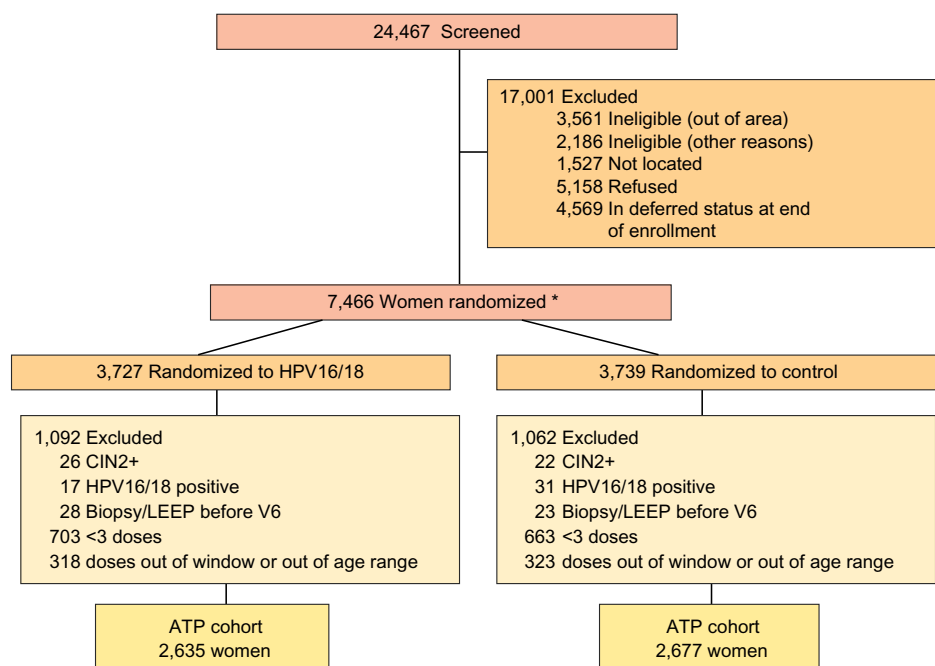 24,467 Screened
17,001 Excluded
3,561 Ineligible (out of area)
2,186 Ineligible (other reasons)
1,527 Not located
5,158 Refused
4,569 In deferred status at end
of enrollment
7,466 Women randomized *
3,727 Randomized to HPV16/18
3,739 Randomized to control
1,092 Excluded
26 CIN2+
17 HPV16/18 positive
28 Biopsy/LEEP before V6
703 <3 doses
318 doses out of window or out of age range
1,062 Excluded
22 CIN2+
31 HPV16/18 positive
23 Biopsy/LEEP before V6
663 <3 doses
323 doses out of window or out of age range
ATP cohort
2,635 women
ATP cohort
2,677 women